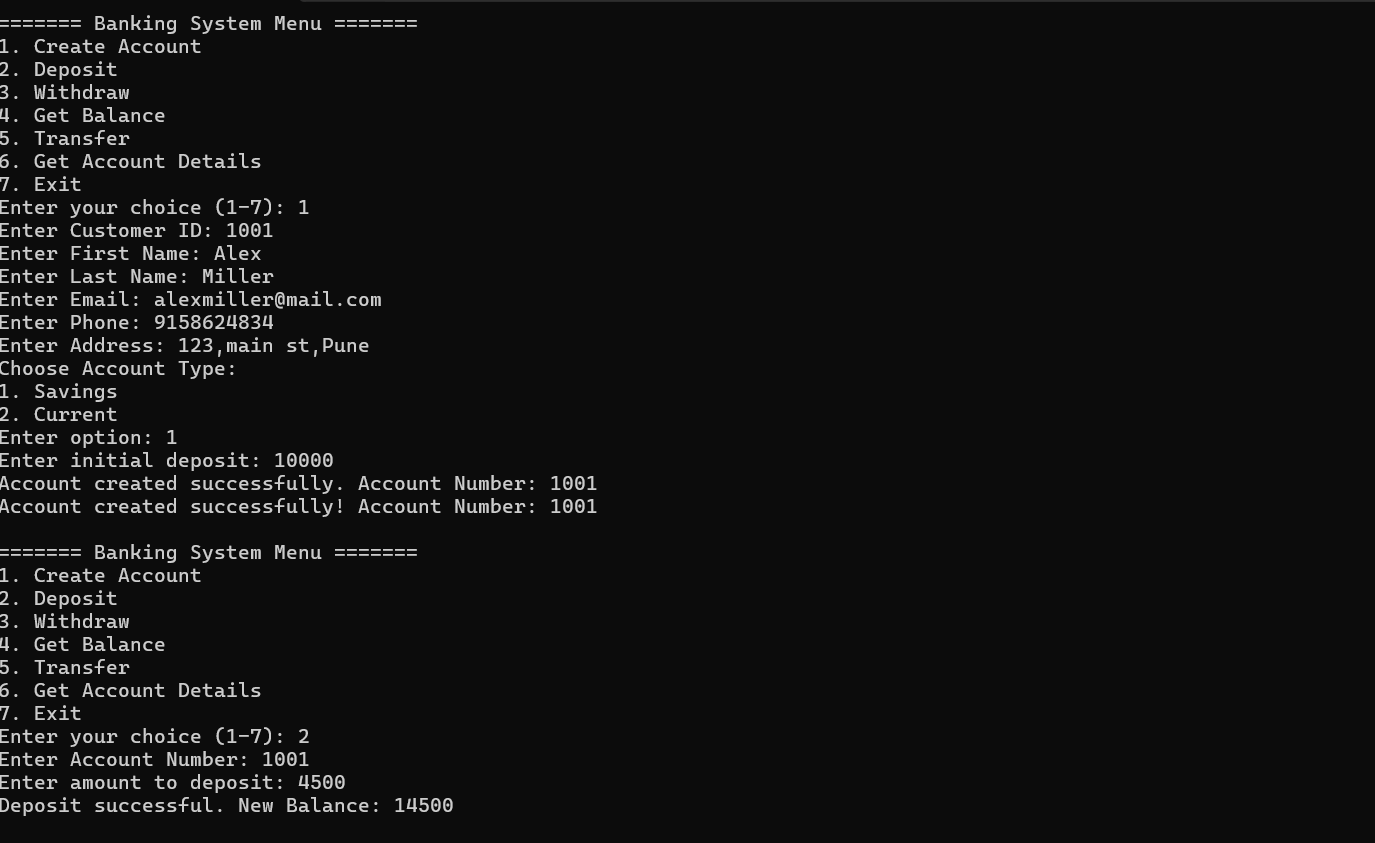 ======= Banking System Menu =======
1. Create Account
2. Deposit
3. Withdraw
4. Get Balance
5. Transfer
6. Get Account Details
7. Exit
Enter your choice (1-7): 1
Enter Customer ID: 1001
Enter First Name: Alex
Enter Last Name: Miller
Enter Email: alexmiller@mail.com
Enter Phone: 9158624834
Enter Address: 123,main st,Pune
Choose Account Type:
1. Savings
2. Current
Enter option: 1
Enter initial deposit: 10000
Account created successfully. Account Number: 1001
Account created successfully! Account Number: 1001

======= Banking System Menu =======
1. Create Account
2. Deposit
3. Withdraw
4. Get Balance
5. Transfer
6. Get Account Details
7. Exit
Enter your choice (1-7): 2
Enter Account Number: 1001
Enter amount to deposit: 4500
Deposit successful. New Balance: 14500